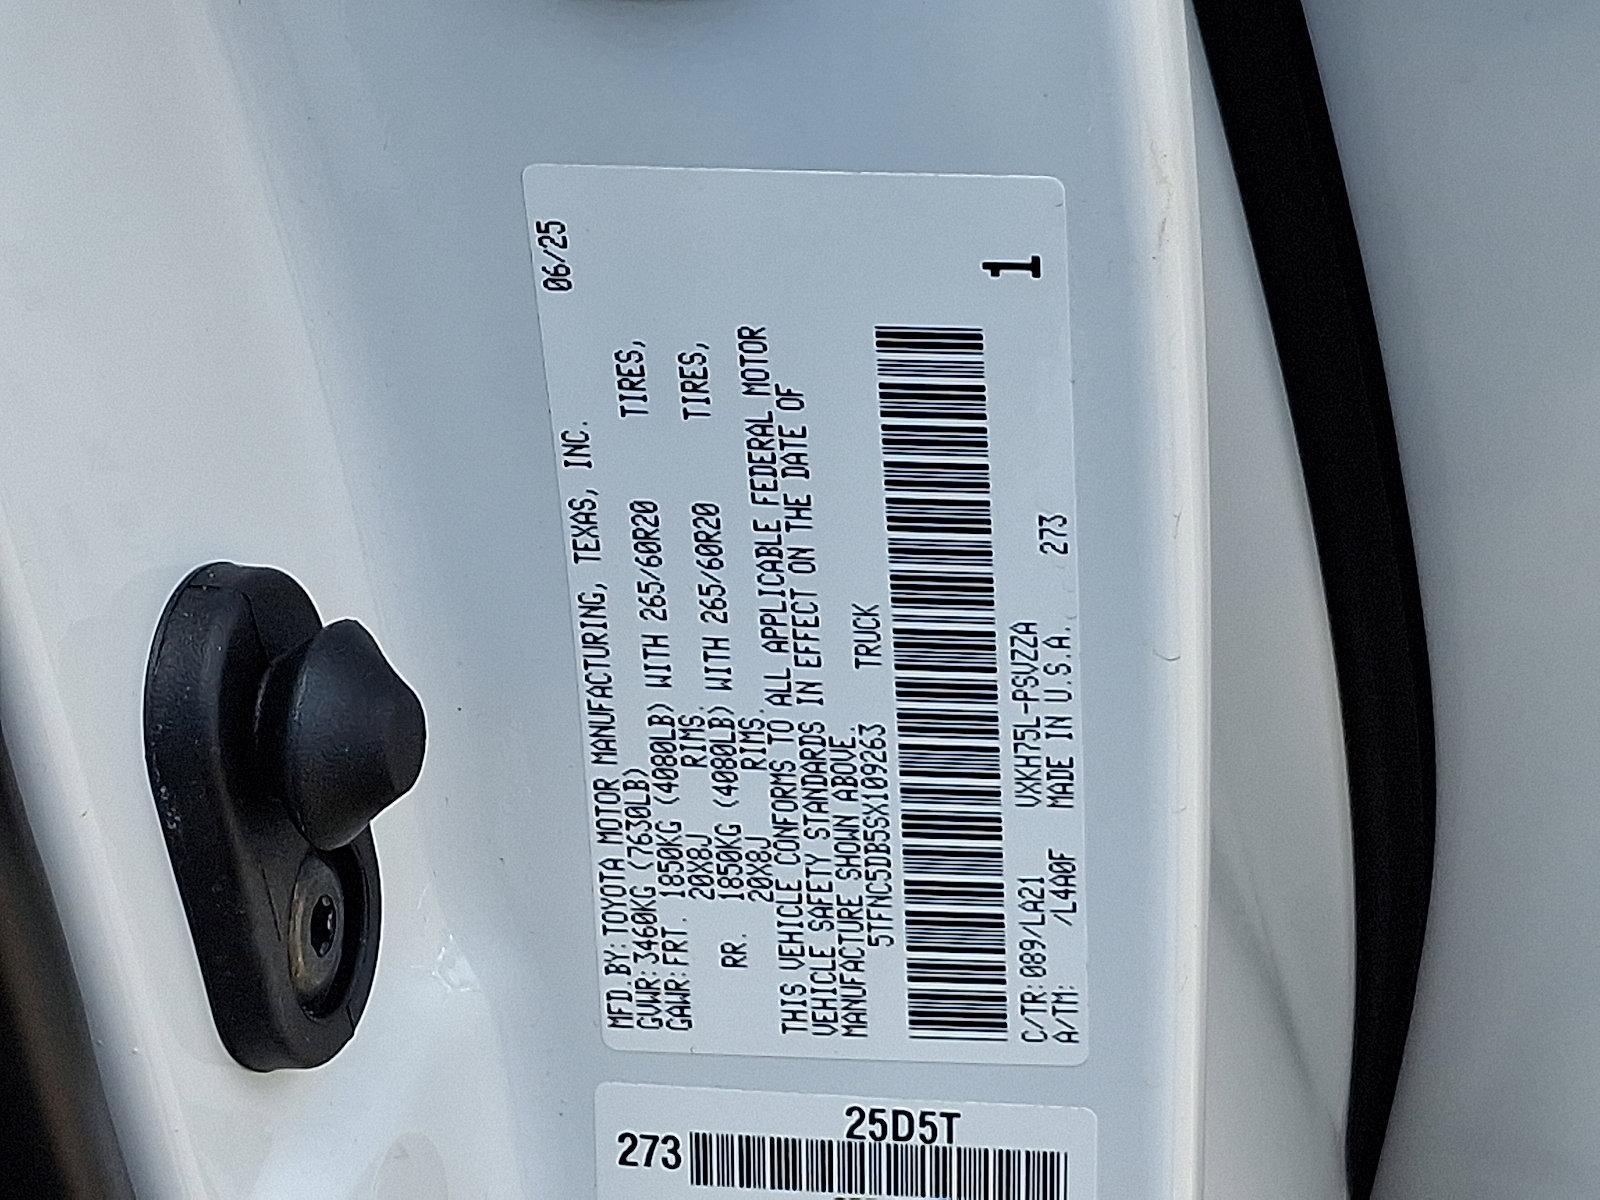 MFD.BY:TOYOTA MOTOR MANUFACTURING, TEXAS, INC. 06/25
GVWR:3460KG (7630LB)
GAWR:FRT. 1850KG (4080LB) WITH 265/60R20 TIRES,
20X8J RIMS
RR. 1850KG (4080LB) WITH 265/60R20 TIRES,
20X8J RIMS.
THIS VEHICLE CONFORMS TO ALL APPLICABLE FEDERAL MOTOR
VEHICLE SAFETY STANDARDS IN EFFECT ON THE DATE OF
MANUFACTURE SHOWN ABOVE.
5TFNC5DB5SX109263 TRUCK
1
C/TR:089/LA21 VXKH75L-PSVZZA
A/TM: /L4A0F MADE IN U.S.A. 273
25D5T
273